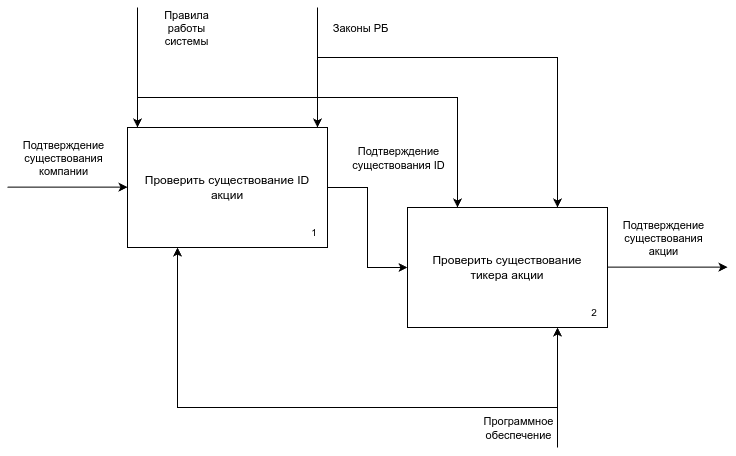 Правила
работы
системы
Законы РБ
Подтверждение
существования
компании
Проверить существование ID
акции
1
Подтверждение
существования ID
Проверить существование
тикера акции
2
Подтверждение
существования
акции
Программное
обеспечение